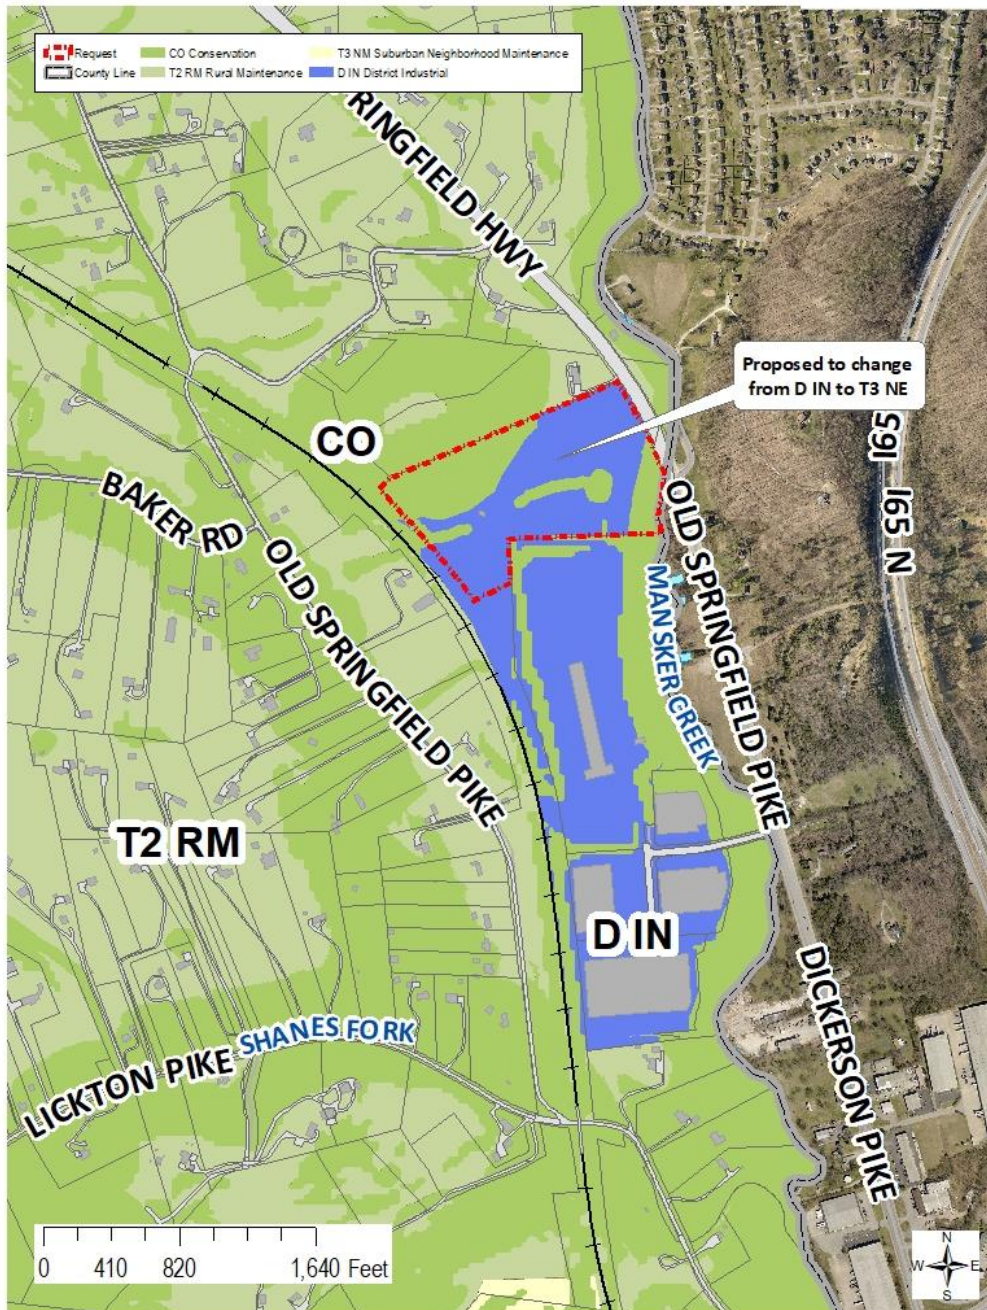 Request
CO Conservation
T3 NM Suburban Neighborhood Maintenance
County Line
T2 RM Rural Maintenance
D IN District Industrial
RINGFIELD HWY
Proposed to change
from D IN to T3 NE
I65 I65 N
CO
BAKER RD
OLD SPRINGFIELD PIKE
OLD SPRINGFIELD PIKE
MANSKER CREEK
T2 RM
D IN
DICKERSON PIKE
LICKTON PIKE
SHANES FORK
0 410 820 1,640 Feet
N
W E
S